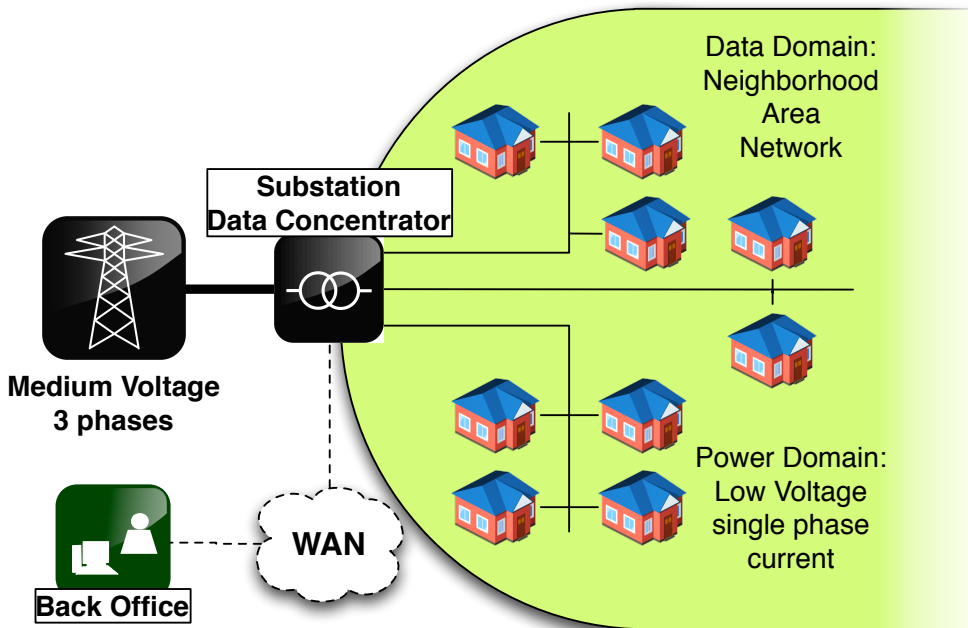 Data Domain:
Neighborhood
Area
Network
Substation
Data Concentrator
Medium Voltage
3 phases
Power Domain:
Low Voltage
single phase
current
WAN
Back Office